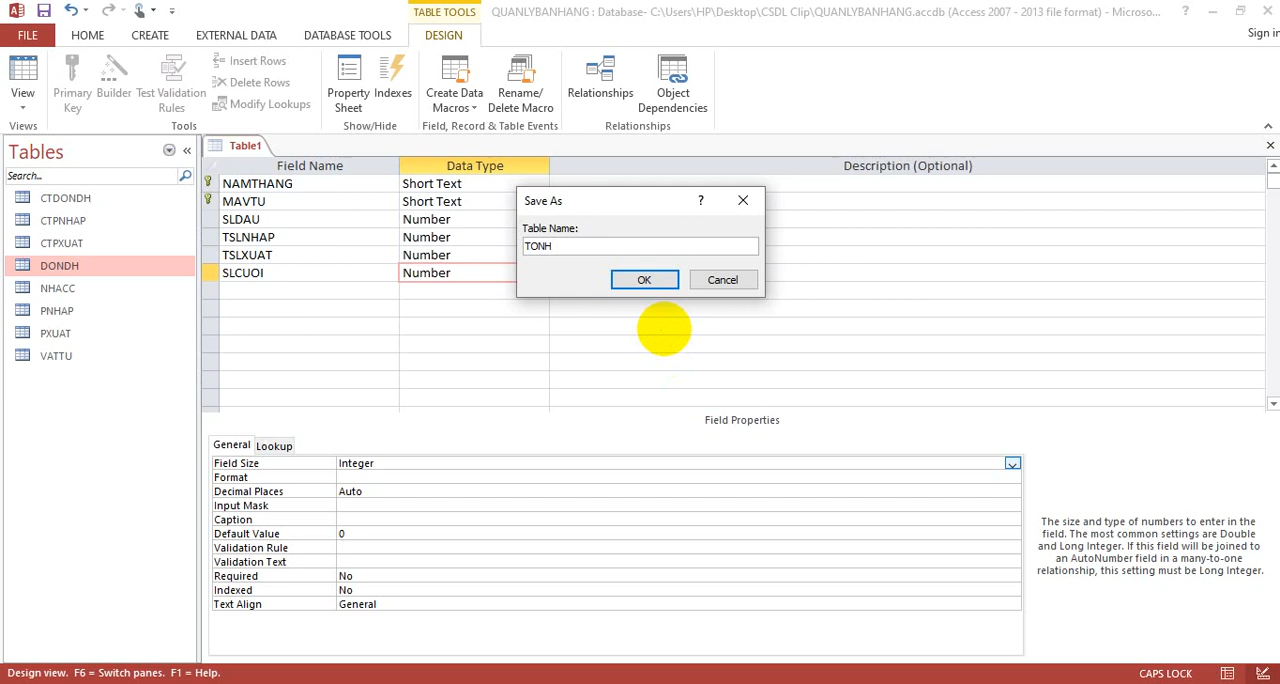 TABLE TOOLS
QUANLYBANHANG : Database- C:\Users\HP\Desktop\CSDL Clip\QUANLYBANHANG.accdb (Access 2007 - 2013 file format) - Microso...
?
FILE
HOME
CREATE
EXTERNAL DATA
DATABASE TOOLS
DESIGN
Sign in
View
Primary Key
Builder
Test Validation Rules
Insert Rows
Delete Rows
Modify Lookups
Property Sheet
Indexes
Create Data Macros
Rename/ Delete Macro
Relationships
Object Dependencies
Views
Tools
Show/Hide
Field, Record & Table Events
Relationships
Tables
Search...
CTDONDH
CTPNHAP
CTPXUAT
DONDH
NHACC
PNHAP
PXUAT
VATTU
Table1
Field Name
Data Type
Description (Optional)
NAMTHANG
Short Text
MAVTU
Short Text
SLDAU
Number
TSLNHAP
Number
TSLXUAT
Number
SLCUOI
Number
Save As
?
Table Name:
TONH
OK
Cancel
Field Properties
General
Lookup
Field Size
Integer
Format
Decimal Places
Auto
Input Mask
Caption
Default Value
0
Validation Rule
Validation Text
Required
No
Indexed
No
Text Align
General
The size and type of numbers to enter in the
field. The most common settings are Double
and Long Integer. If this field will be joined to
an AutoNumber field in a many-to-one
relationship, this setting must be Long Integer.
Design view. F6 = Switch panes. F1 = Help.
CAPS LOCK